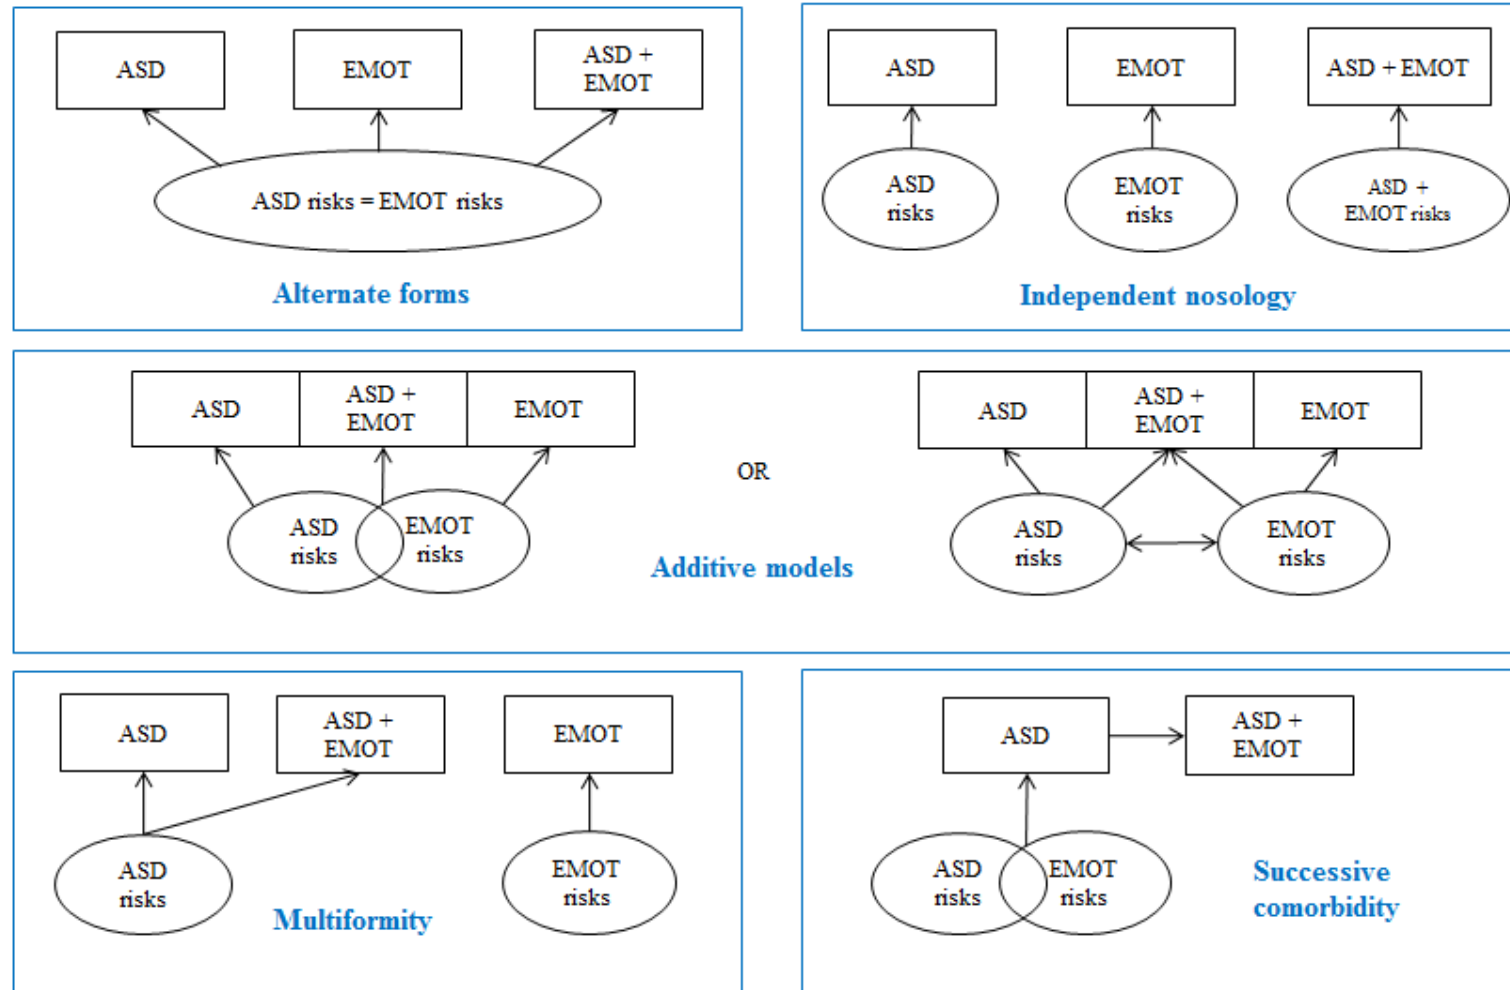 ASD
EMOT
ASD +
EMOT
ASD risks = EMOT risks
Alternate forms
ASD
EMOT
ASD + EMOT
ASD
risks
EMOT
risks
ASD +
EMOT risks
Independent nosology
ASD
ASD +
EMOT
EMOT
ASD
risks
EMOT
risks
OR
ASD
ASD +
EMOT
EMOT
ASD
risks
EMOT
risks
Additive models
ASD
ASD +
EMOT
EMOT
ASD
risks
EMOT
risks
Multiformity
ASD
ASD +
EMOT
ASD
risks
EMOT
risks
Successive
comorbidity